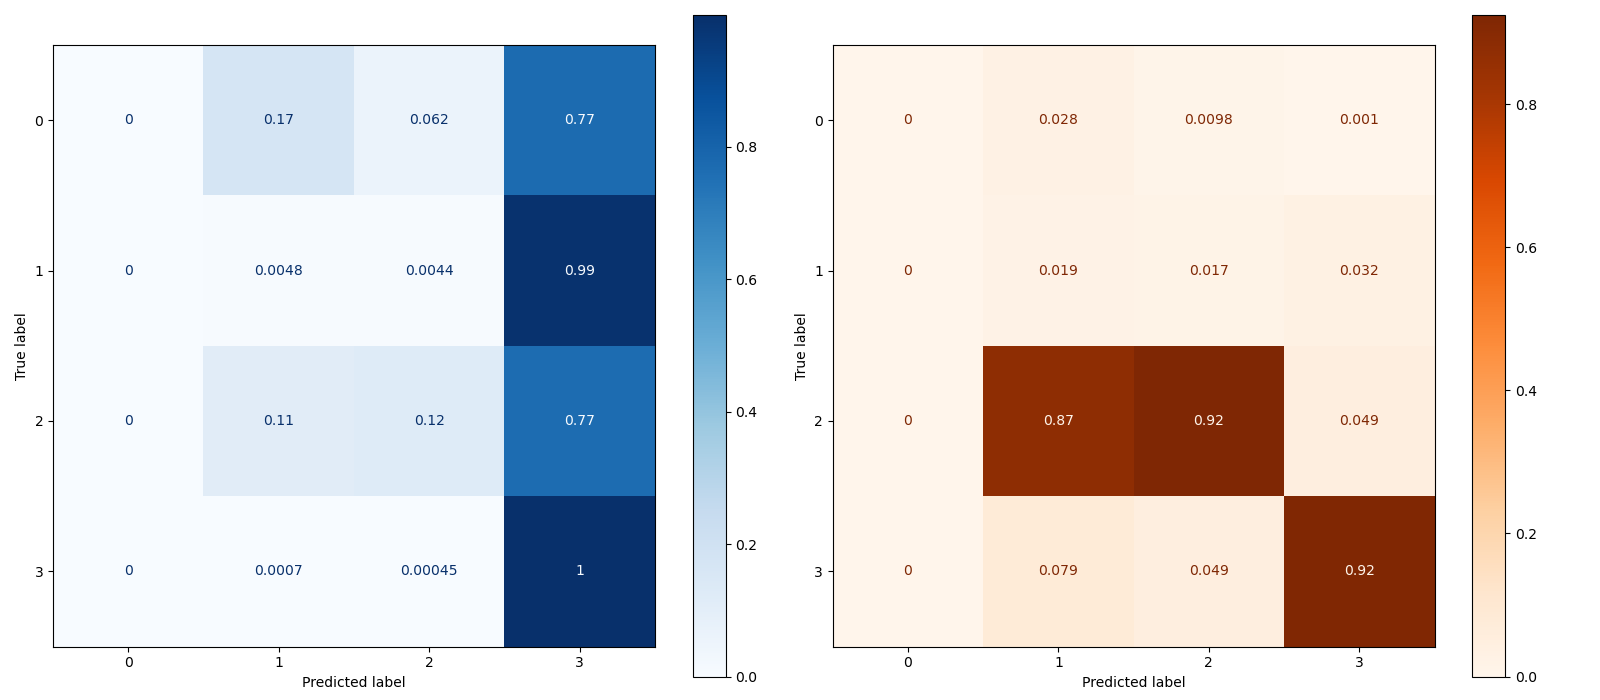 0 0 0.17 0.062 0.77
1 0 0.0048 0.0044 0.99
2 0 0.11 0.12 0.77
3 0 0.0007 0.00045 1
0 1 2 3
Predicted label
True label
0.8
0.6
0.4
0.2
0.0
0 0 0.028 0.0098 0.001
1 0 0.019 0.017 0.032
2 0 0.87 0.92 0.049
3 0 0.079 0.049 0.92
0 1 2 3
Predicted label
True label
0.8
0.6
0.4
0.2
0.0